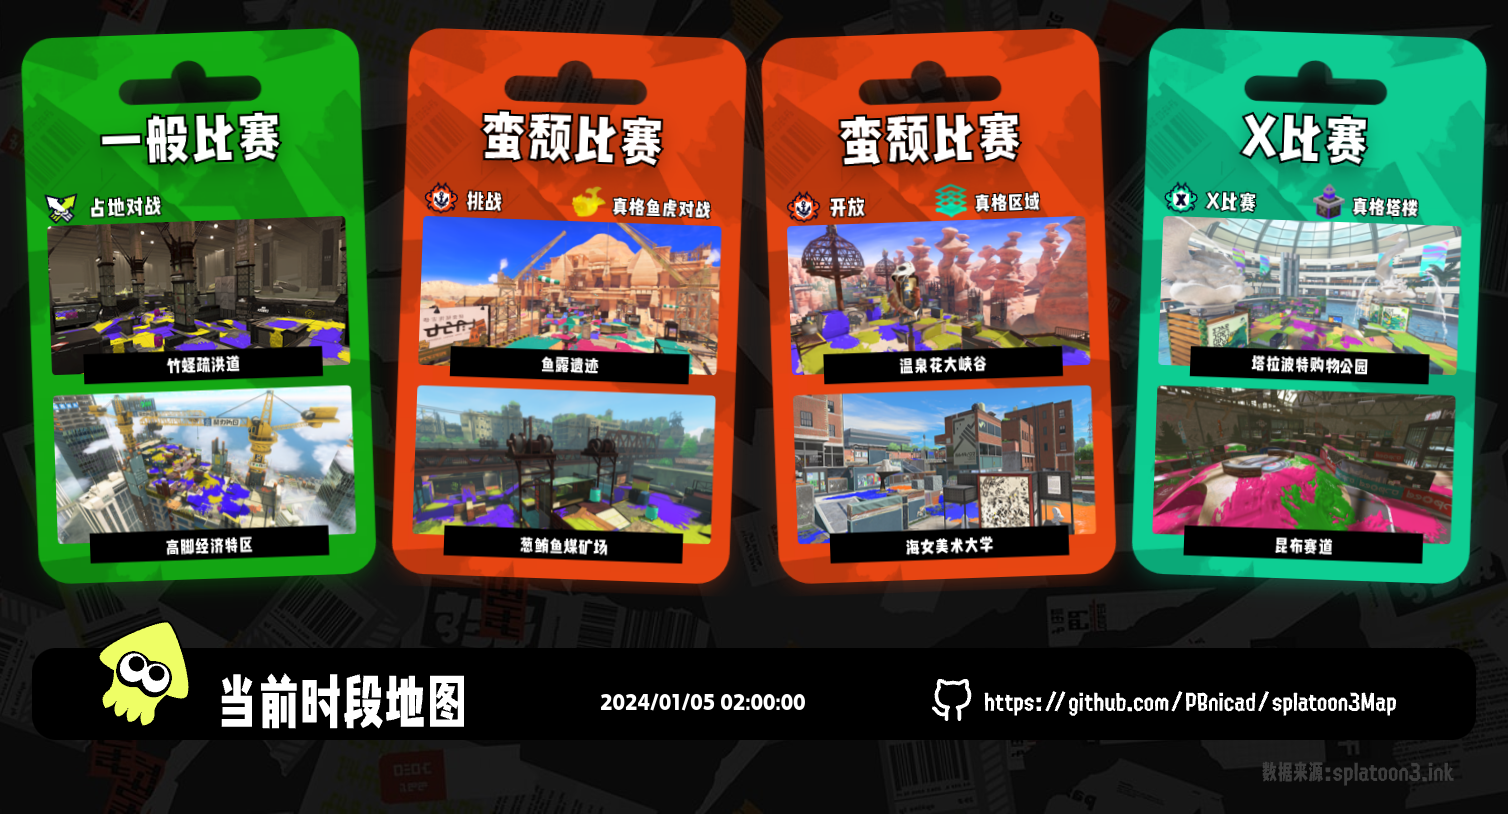 一般比赛
占地对战
竹蛏疏洪道
高脚经济特区
蛮颓比赛
挑战
真格鱼虎对战
鱼露遗迹
葱鲔鱼煤矿场
蛮颓比赛
开放
真格区域
温泉花大峡谷
海女美术大学
X比赛
X比赛
真格塔楼
塔拉波特购物公园
昆布赛道
当前时段地图
2024/01/05 02:00:00
https://github.com/PBnicad/splatoon3Map
数据来源:splatoon3.ink